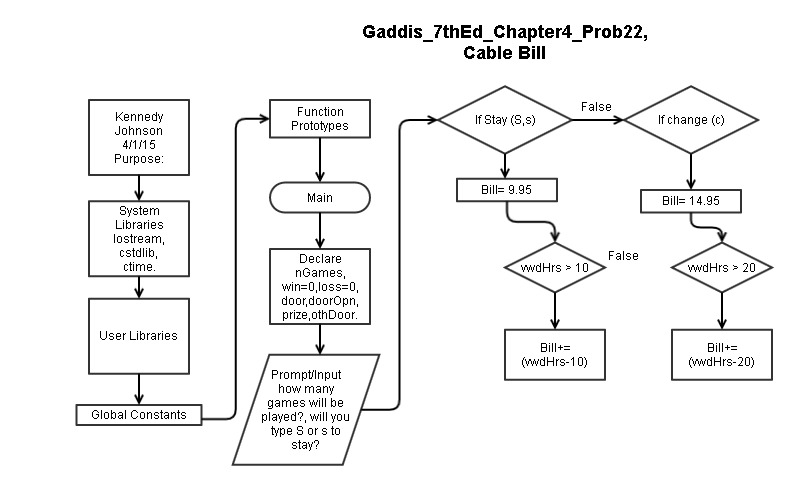 Gaddis_7thEd_Chapter4_Prob22,
Cable Bill
Kennedy
Johnson
4/1/15
Purpose:
System
Libraries
Iostream,
cstdlib,
ctime.
User Libraries
Global Constants
Function
Prototypes
Main
Declare
nGames,
win=0,loss=0,
door,doorOpn,
prize,othDoor.
Prompt/Input
how many
games will be
played?, will you
type S or s to
stay?
If Stay (S,s)
False
If change (c)
Bill= 9.95
Bill= 14.95
vwdHrs > 10
False
vwdHrs > 20
Bill+=
(vwdHrs-10)
Bill+=
(vwdHrs-20)